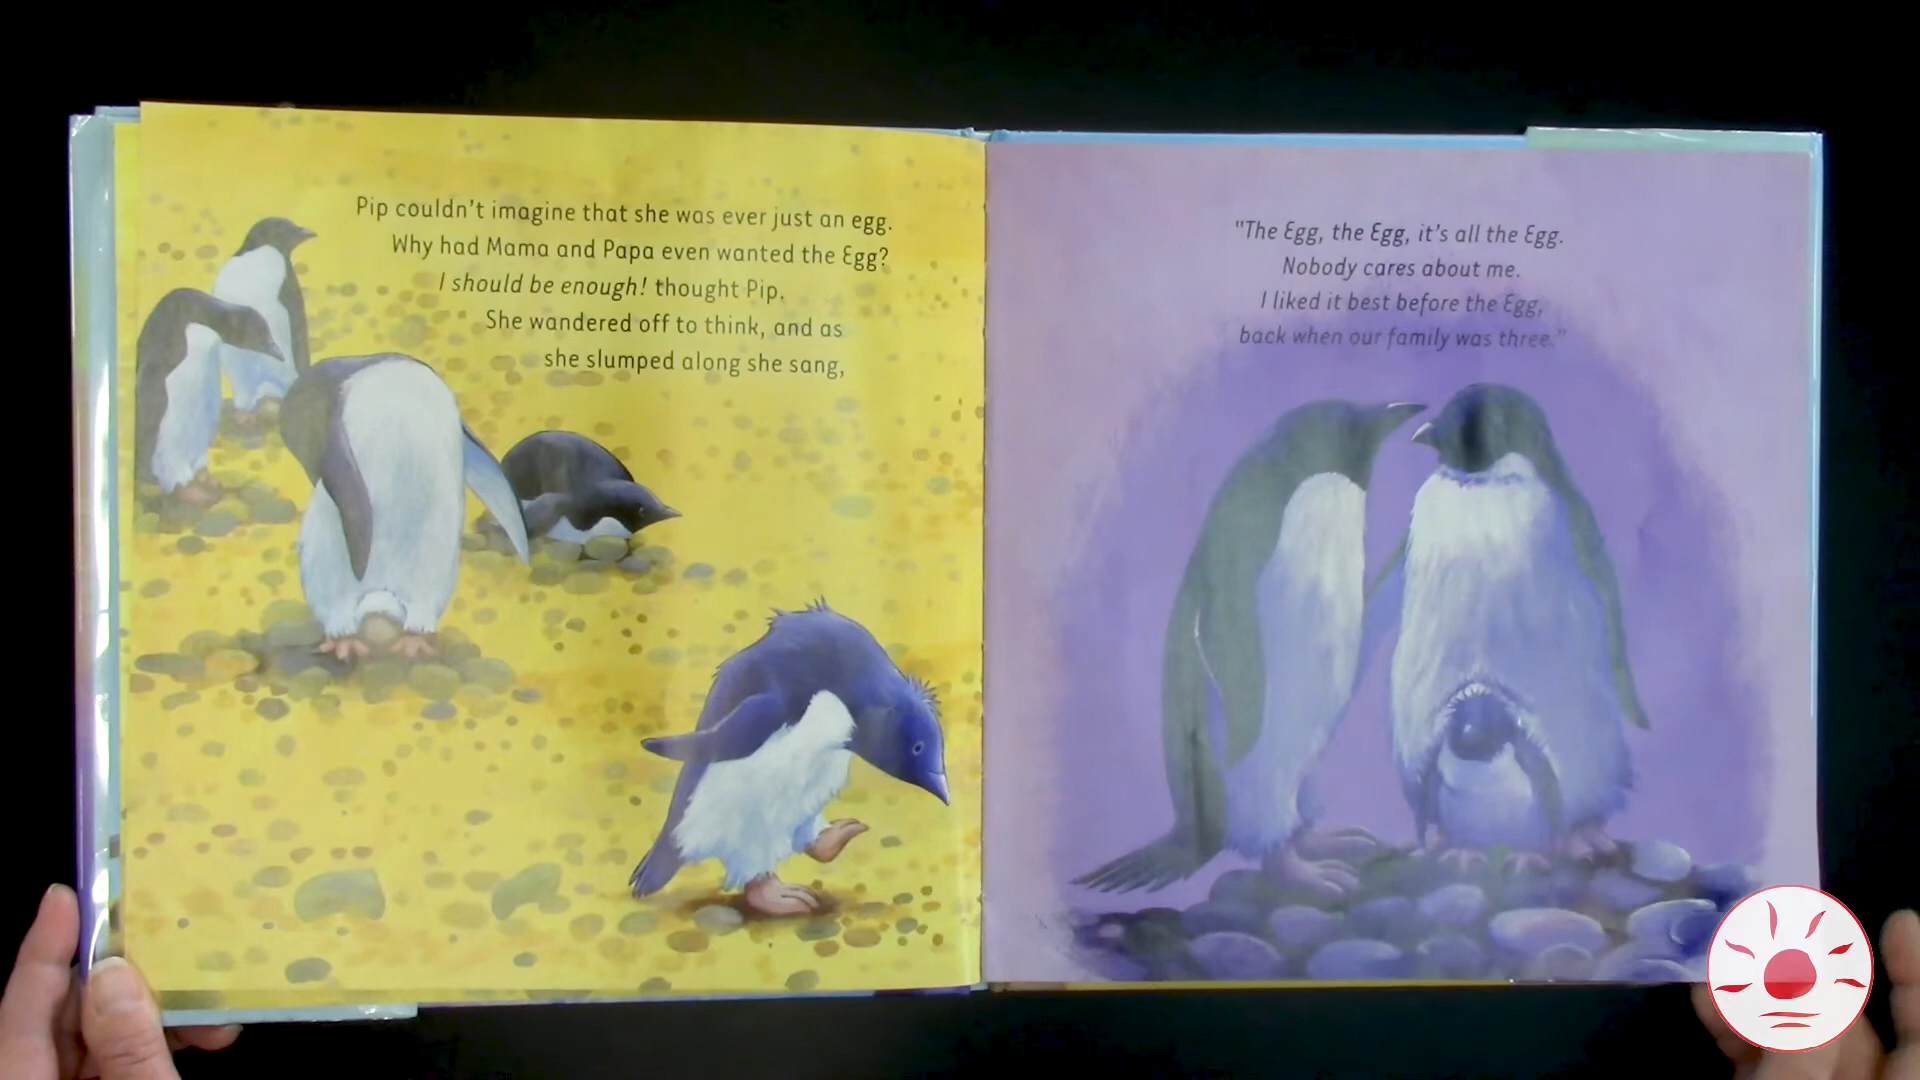 Pip couldn't imagine that she was ever just an egg.
Why had Mama and Papa even wanted the Egg?
I should be enough! thought Pip.
She wandered off to think, and as
she slumped along she sang,
"The Egg, the Egg, it's all the Egg.
Nobody cares about me.
I liked it best before the Egg,
back when our family was three."